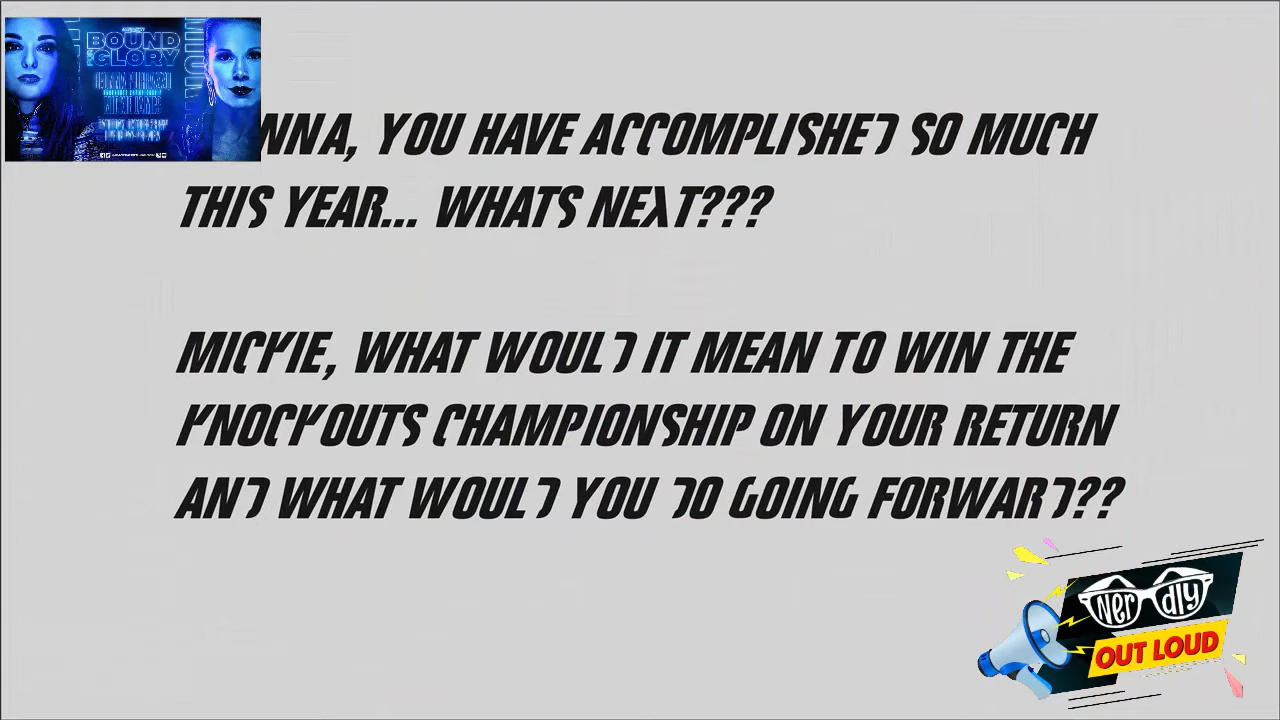 BOUND
FOR GLORY
NNA, YOU HAVE ACCOMPLISHED SO MUCH
THIS YEAR... WHATS NEXT???
MICKIE, WHAT WOULD IT MEAN TO WIN THE
KNOCKOUTS CHAMPIONSHIP ON YOUR RETURN
AND WHAT WOULD YOU DO GOING FORWARD??
Nerdly
OUT LOUD